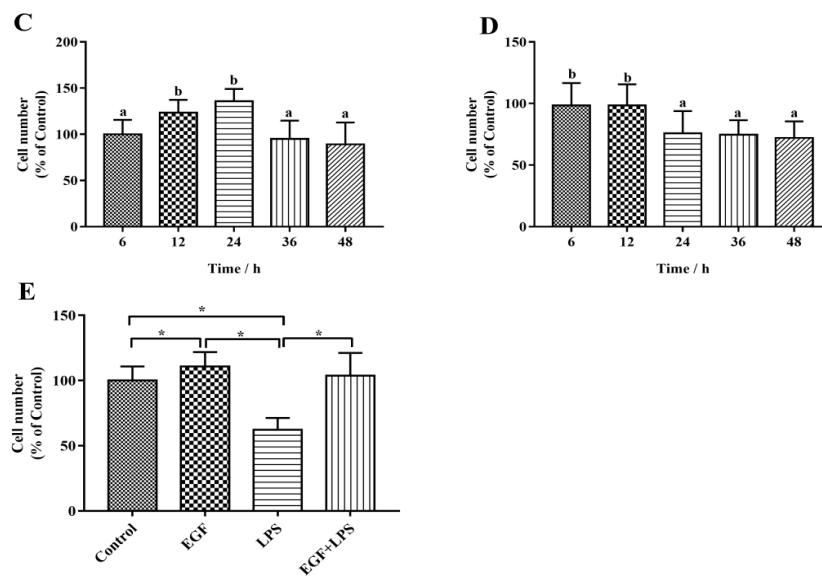 C
200
150
100
50
0
Cell number
(% of Control)
a
b
b
a
a
6 12 24 36 48
Time / h
D
150
100
50
0
Cell number
(% of Control)
b
b
a
a
a
6 12 24 36 48
Time / h
E
150
100
50
0
Cell number
(% of Control)
*
* * *
Control EGF LPS EGF+LPS